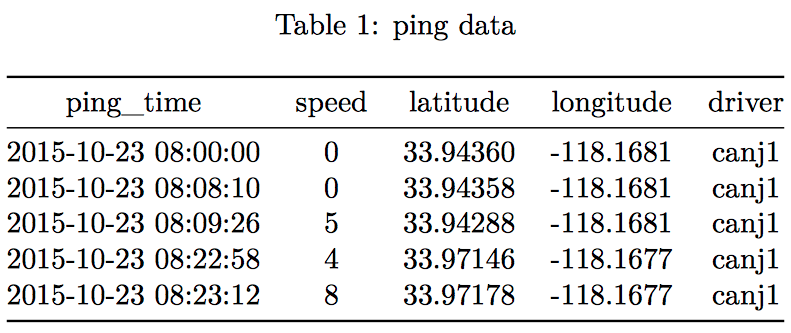 Table 1: ping data
ping_time speed latitude longitude driver
2015-10-23 08:00:00 0 33.94360 -118.1681 canj1
2015-10-23 08:08:10 0 33.94358 -118.1681 canj1
2015-10-23 08:09:26 5 33.94288 -118.1681 canj1
2015-10-23 08:22:58 4 33.97146 -118.1677 canj1
2015-10-23 08:23:12 8 33.97178 -118.1677 canj1